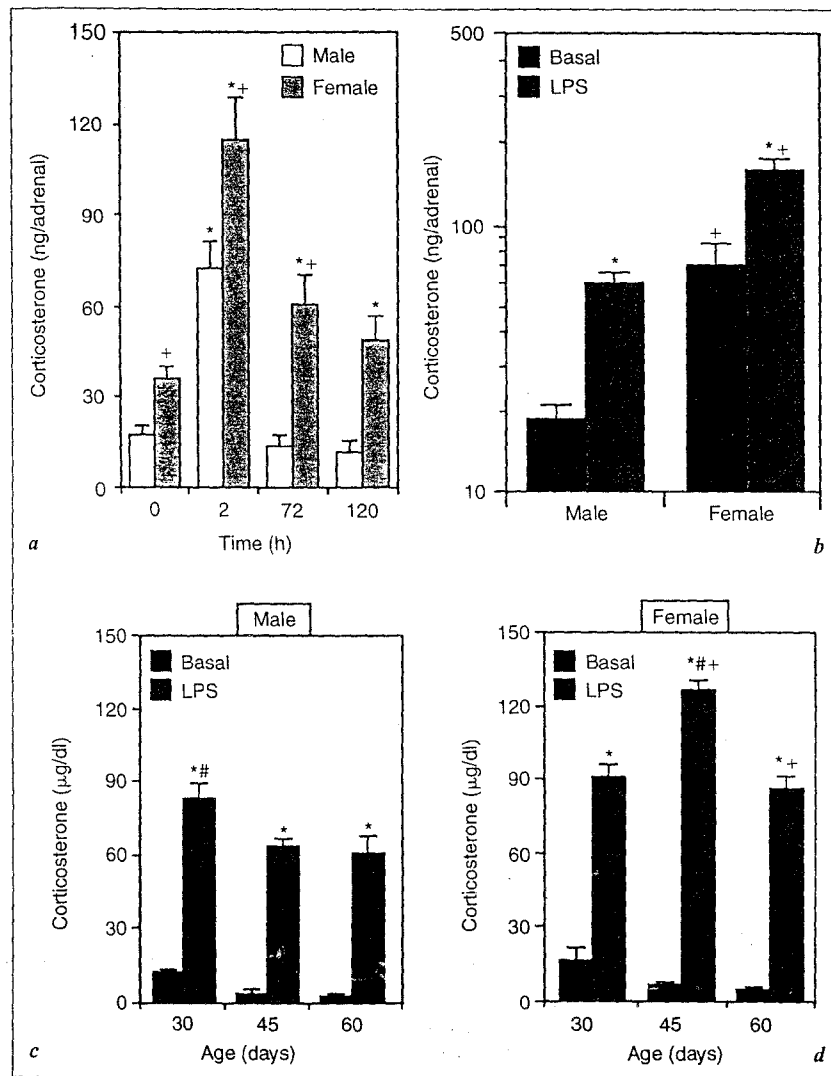 150
120
90
60
30
0
Corticosterone (ng/adrenal)
Male
Female
+
*
*+
*+
*
0 2 72 120
Time (h)
a
500
100
10
Corticosterone (ng/adrenal)
Basal
LPS
*
+
*+
Male Female
b
Male
150
120
90
60
30
0
Corticosterone (µg/dl)
Basal
LPS
*#
*
*
30 45 60
Age (days)
c
Female
150
120
90
60
30
0
Corticosterone (µg/dl)
Basal
LPS
*
*#+
*+
30 45 60
Age (days)
d